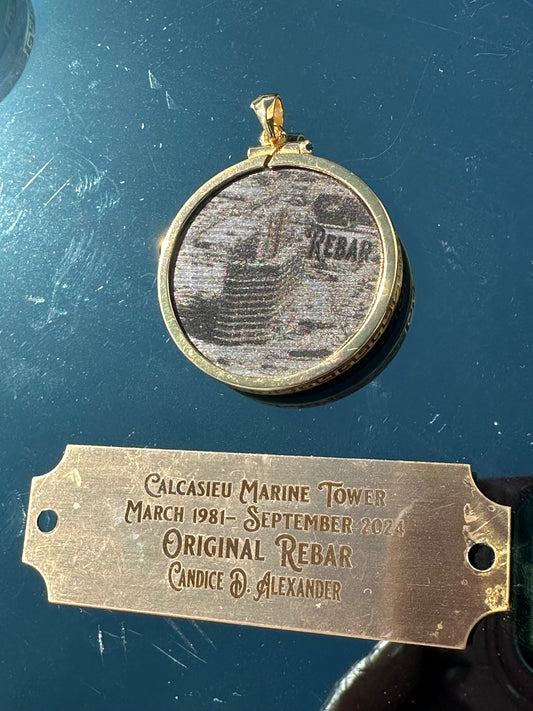 Rebar
Calcasieu Marine Tower
March 1981– September 2024
Original Rebar
Candice D. Alexander